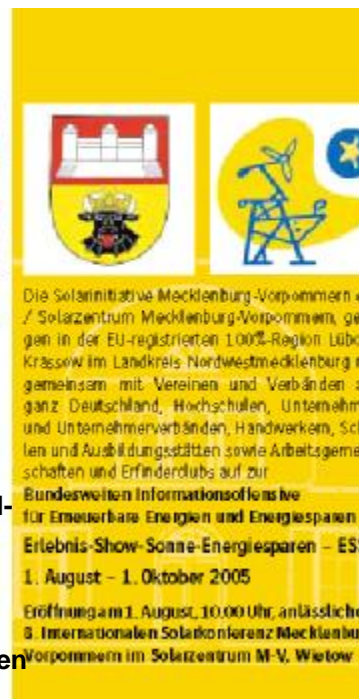 Die Solarinitiative Mecklenburg-Vorpommern
/ Solarzentrum Mecklenburg-Vorpommern, ge
gen in der EU-registrierten 100%-Region Lübo
Krassow im Landkreis Nordwestmecklenburg
gemeinsam mit Vereinen und Verbänden
ganz Deutschland, Hochschulen, Unternehm
und Unternehmerverbänden, Handwerkern, Sch
len und Ausbildungsstätten sowie Arbeitsgeme
schaften und Erfinderclubs auf zur
Bundesweiten Informationsoffensive
für Erneuerbare Energien und Energiesparen
Erlebnis-Show-Sonne-Energiesparen – ES
1. August – 1. Oktober 2005
Eröffnung am 1. August, 10.00 Uhr, anlässlich
8. Internationalen Solarkonferenz Mecklenbu
en Vorpommern im Solarzentrum M-V, Wietow